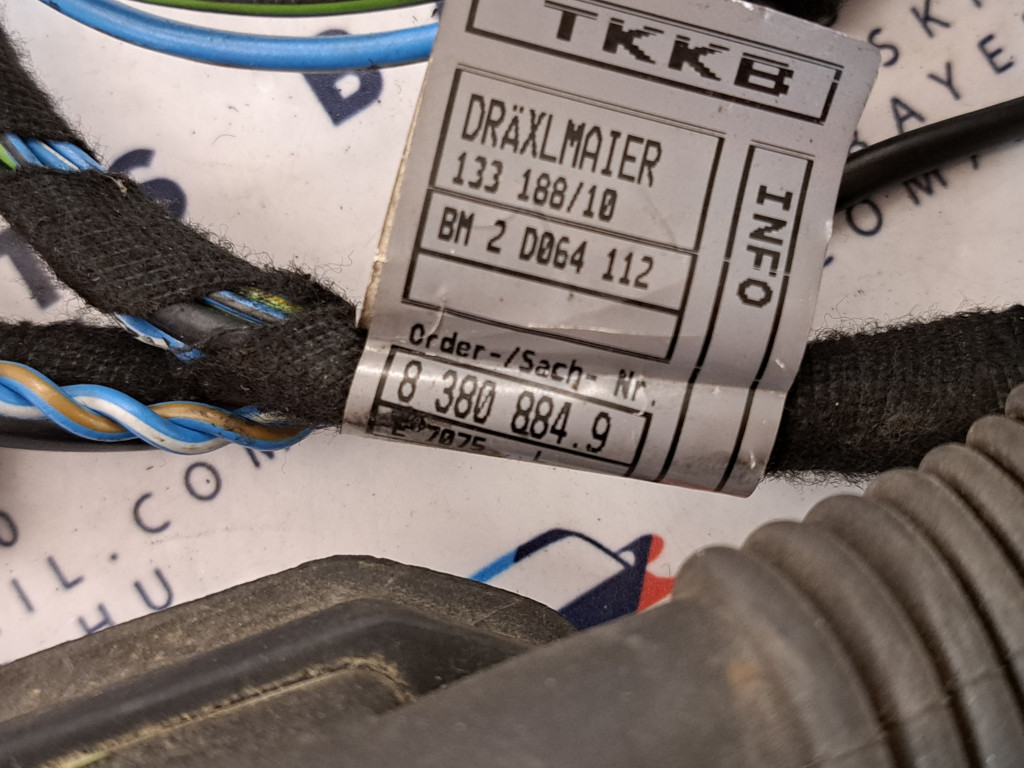 TKKB
DRÄXLMAIER
133 188/10
BM 2 D064 112
INFO
Order-/Sach- Nr.
8 380 884.9